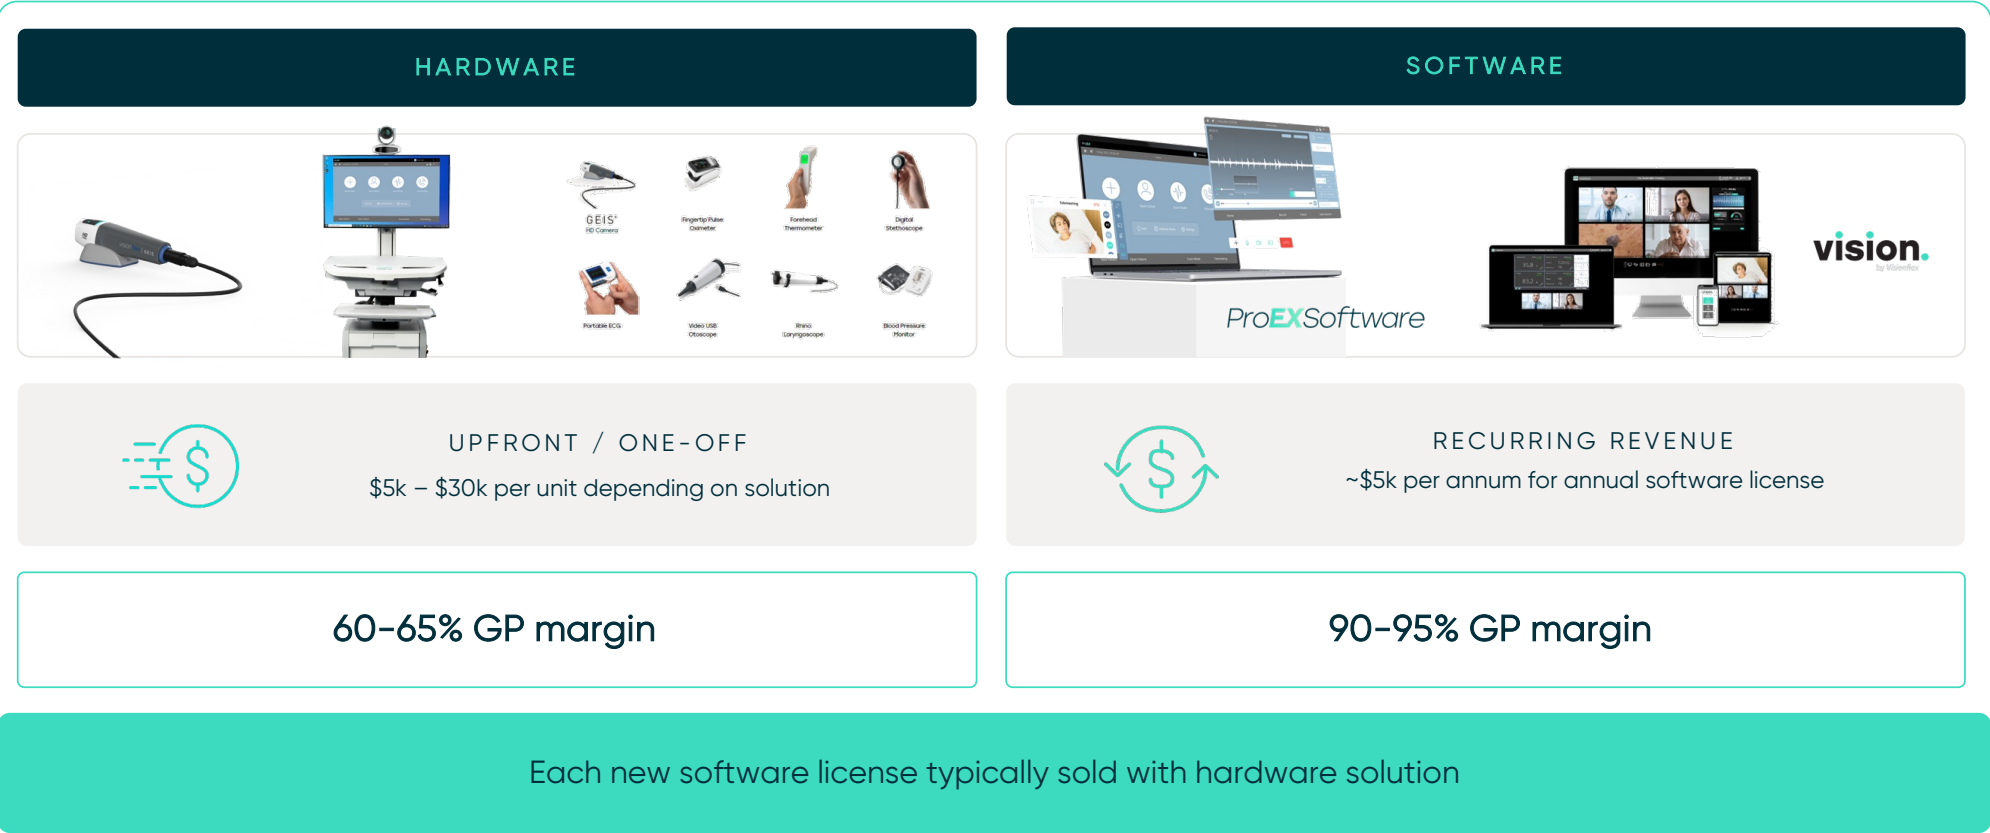 HARDWARE
SOFTWARE
GEIS
HD Camera
Fingertip Pulse
Oximeter
Forehead
Thermometer
Digital
Stethoscope
Portable ECG
Video USB
Otoscope
Rhino
Laryngoscope
Blood Pressure
Monitor
ProEXSoftware
vision.
by Visionflex
UPFRONT / ONE-OFF
$5k – $30k per unit depending on solution
RECURRING REVENUE
~$5k per annum for annual software license
60-65% GP margin
90-95% GP margin
Each new software license typically sold with hardware solution